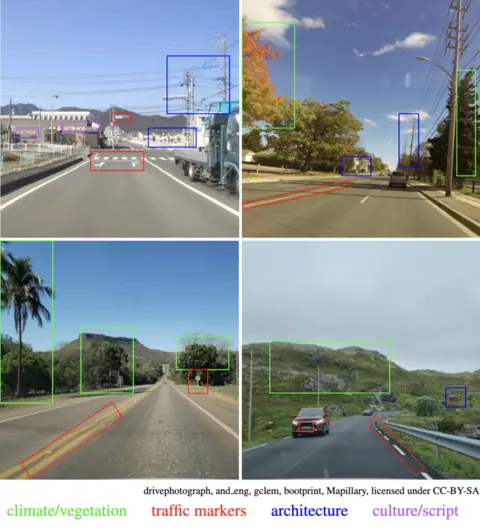 drivephotograph, and_eng, gclem, bootprint, Mapillary, licensed under CC-BY-SA
climate/vegetation traffic markers architecture culture/script